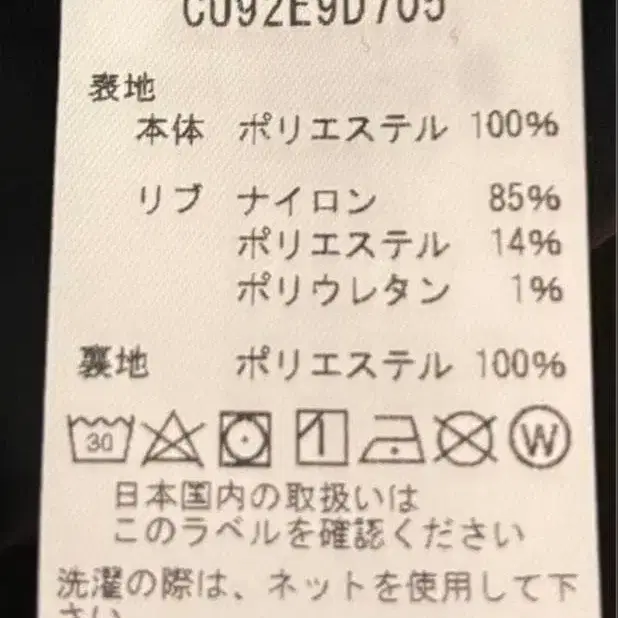 CU92E9D705
表地
本体 ポリエステル 100%
リブ ナイロン 85%
ポリエステル 14%
ポリウレタン 1%
裏地 ポリエステル 100%
30 W
日本国内の取扱いは
このラベルを確認ください
洗濯の際は、ネットを使用して下
さい